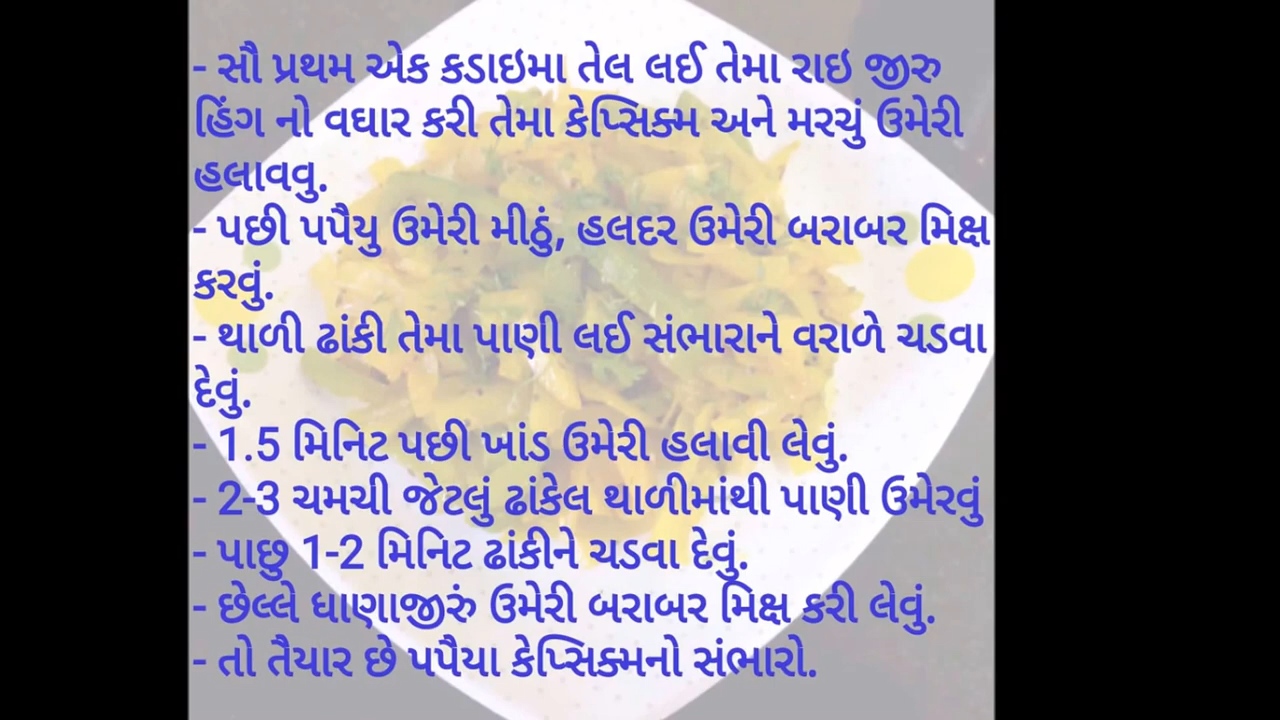 - સૌ પ્રથમ એક કડાઇમા તેલ લઈ તેમા રાઇ જીરુ
હિંગ નો વઘાર કરી તેમા કેપ્સિક્મ અને મરચું ઉમેરી
હલાવવુ.
- પછી પપૈયુ ઉમેરી મીઠું, હલદર ઉમેરી બરાબર મિક્ષ
કરવું.
- થાળી ઢાંકી તેમા પાણી લઈ સંભારાને વરાળે ચડવા
દેવું.
- 1.5 મિનિટ પછી ખાંડ ઉમેરી હલાવી લેવું.
- 2-3 ચમચી જેટલું ઢાંકેલ થાળીમાંથી પાણી ઉમેરવું
- પાછુ 1-2 મિનિટ ઢાંકીને ચડવા દેવું.
- છેલ્લે ધાણાજીરું ઉમેરી બરાબર મિક્ષ કરી લેવું.
- તો તૈયાર છે પપૈયા કેપ્સિક્મનો સંભારો.